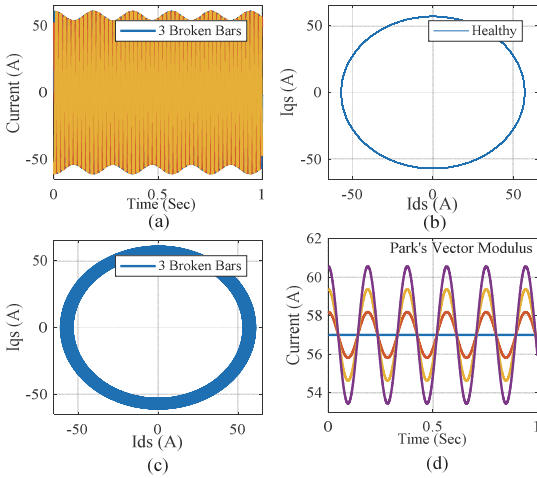 3 Broken Bars
Current (A)
50
0
-50
0
0.5
1
Time (Sec)
(a)
Healthy
Iqs (A)
50
0
-50
-50
0
50
Ids (A)
(b)
3 Broken Bars
Iqs (A)
50
0
-50
-50
0
50
Ids (A)
(c)
Park's Vector Modulus
Current (A)
62
60
58
56
54
0
0.5
1
Time (Sec)
(d)